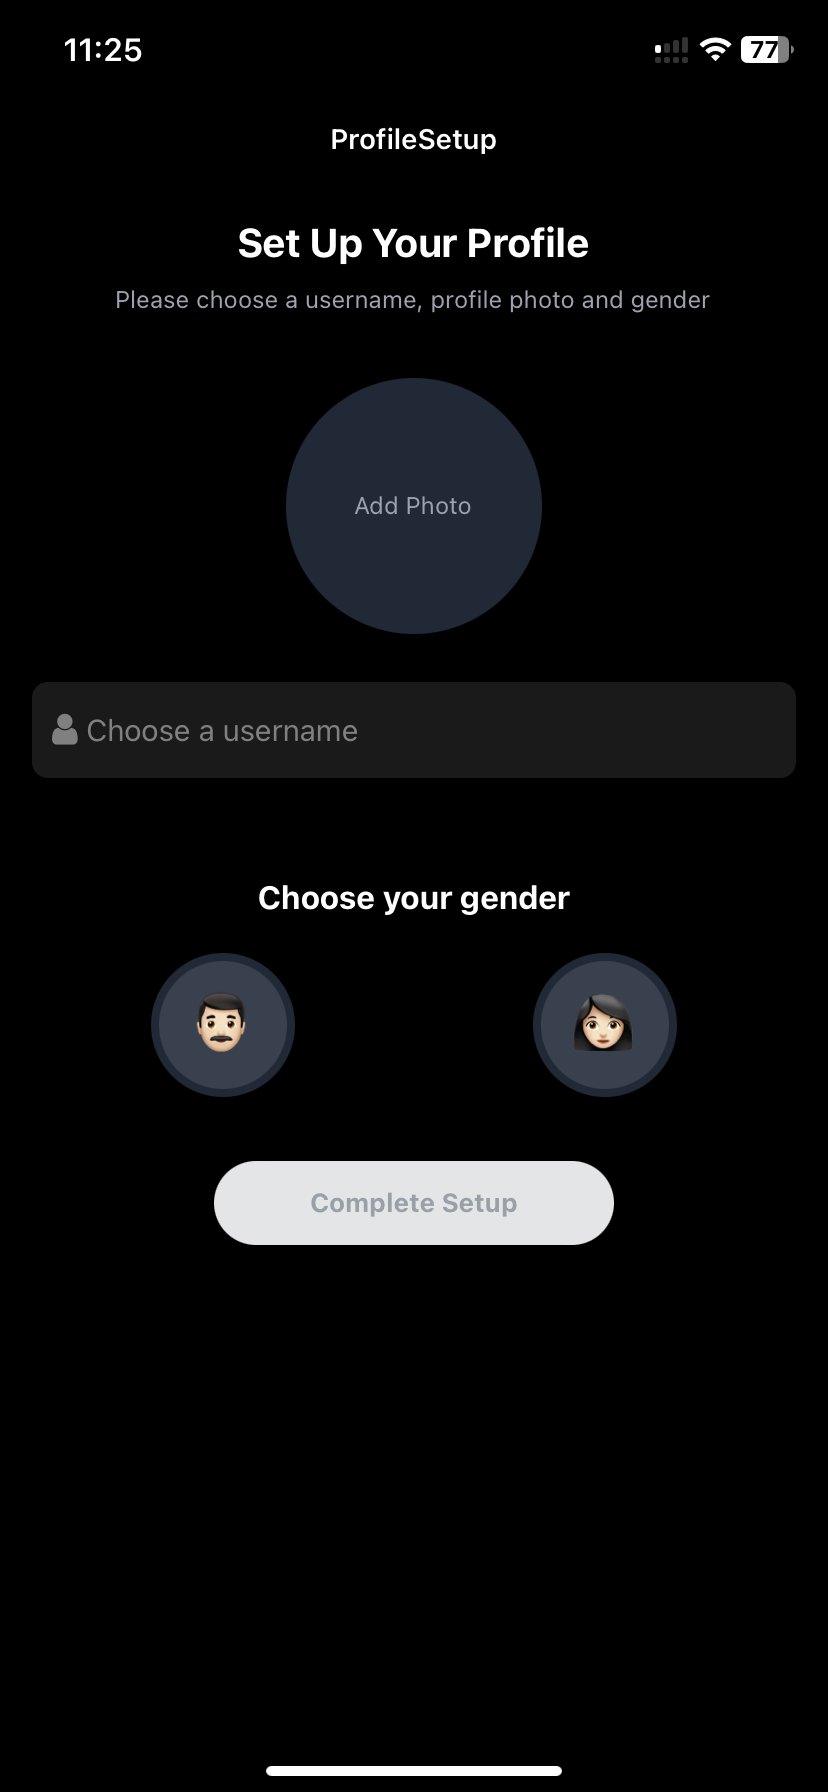 11:25
77
ProfileSetup
Set Up Your Profile
Please choose a username, profile photo and gender
Add Photo
Choose a username
Choose your gender
Complete Setup